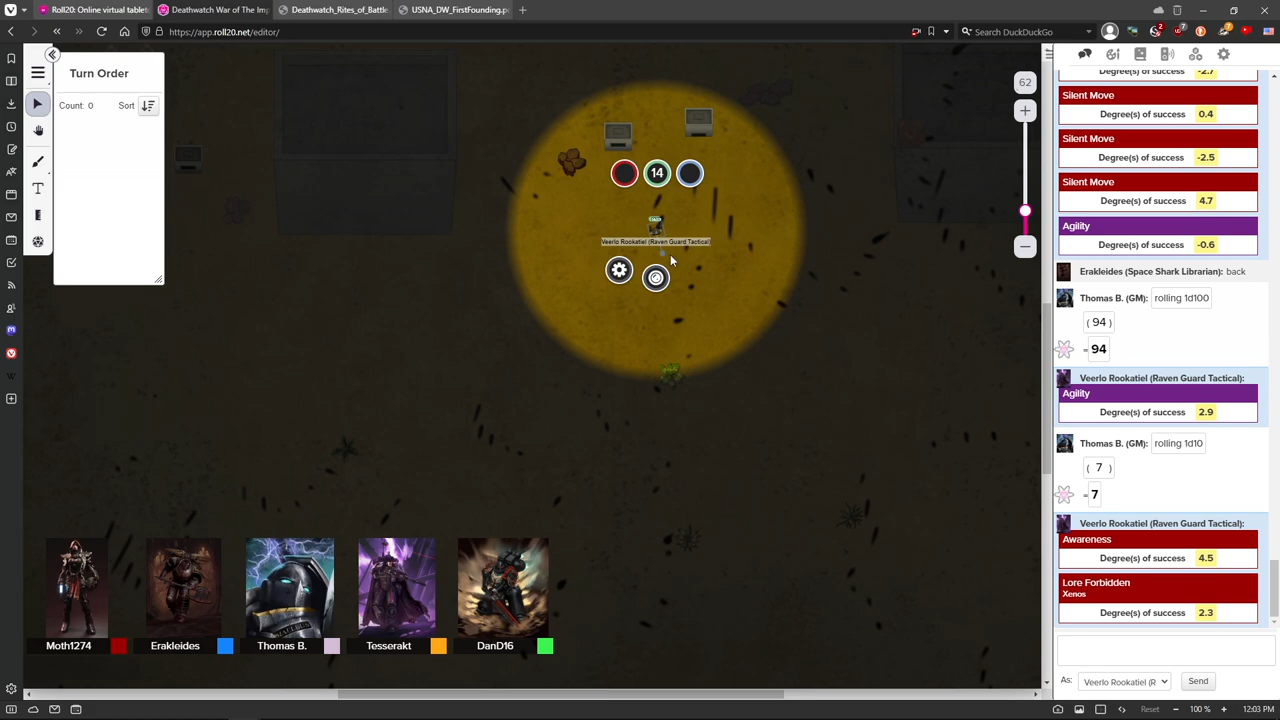 Roll20: Online virtual tablet
Deathwatch War of The Imp
Deathwatch_Rites_of_Battle
USNA_DW_FirstFounding.p
https://app.roll20.net/editor/
Search DuckDuckGo
Turn Order
Count: 0
Sort
62
14
Veerlo Rookatiel (Raven Guard Tactical)
Moth1274
Erakleides
Thomas B.
Tesserakt
DanD16
Degree(s) of success -2.7
Silent Move
Degree(s) of success 0.4
Silent Move
Degree(s) of success -2.5
Silent Move
Degree(s) of success 4.7
Agility
Degree(s) of success -0.6
Erakleides (Space Shark Librarian): back
Thomas B. (GM): rolling 1d100
( 94 )
= 94
Veerlo Rookatiel (Raven Guard Tactical):
Agility
Degree(s) of success 2.9
Thomas B. (GM): rolling 1d10
( 7 )
= 7
Veerlo Rookatiel (Raven Guard Tactical):
Awareness
Degree(s) of success 4.5
Lore Forbidden
Xenos
Degree(s) of success 2.3
As: Veerlo Rookatiel (R
Send
Reset
100 %
12:03 PM